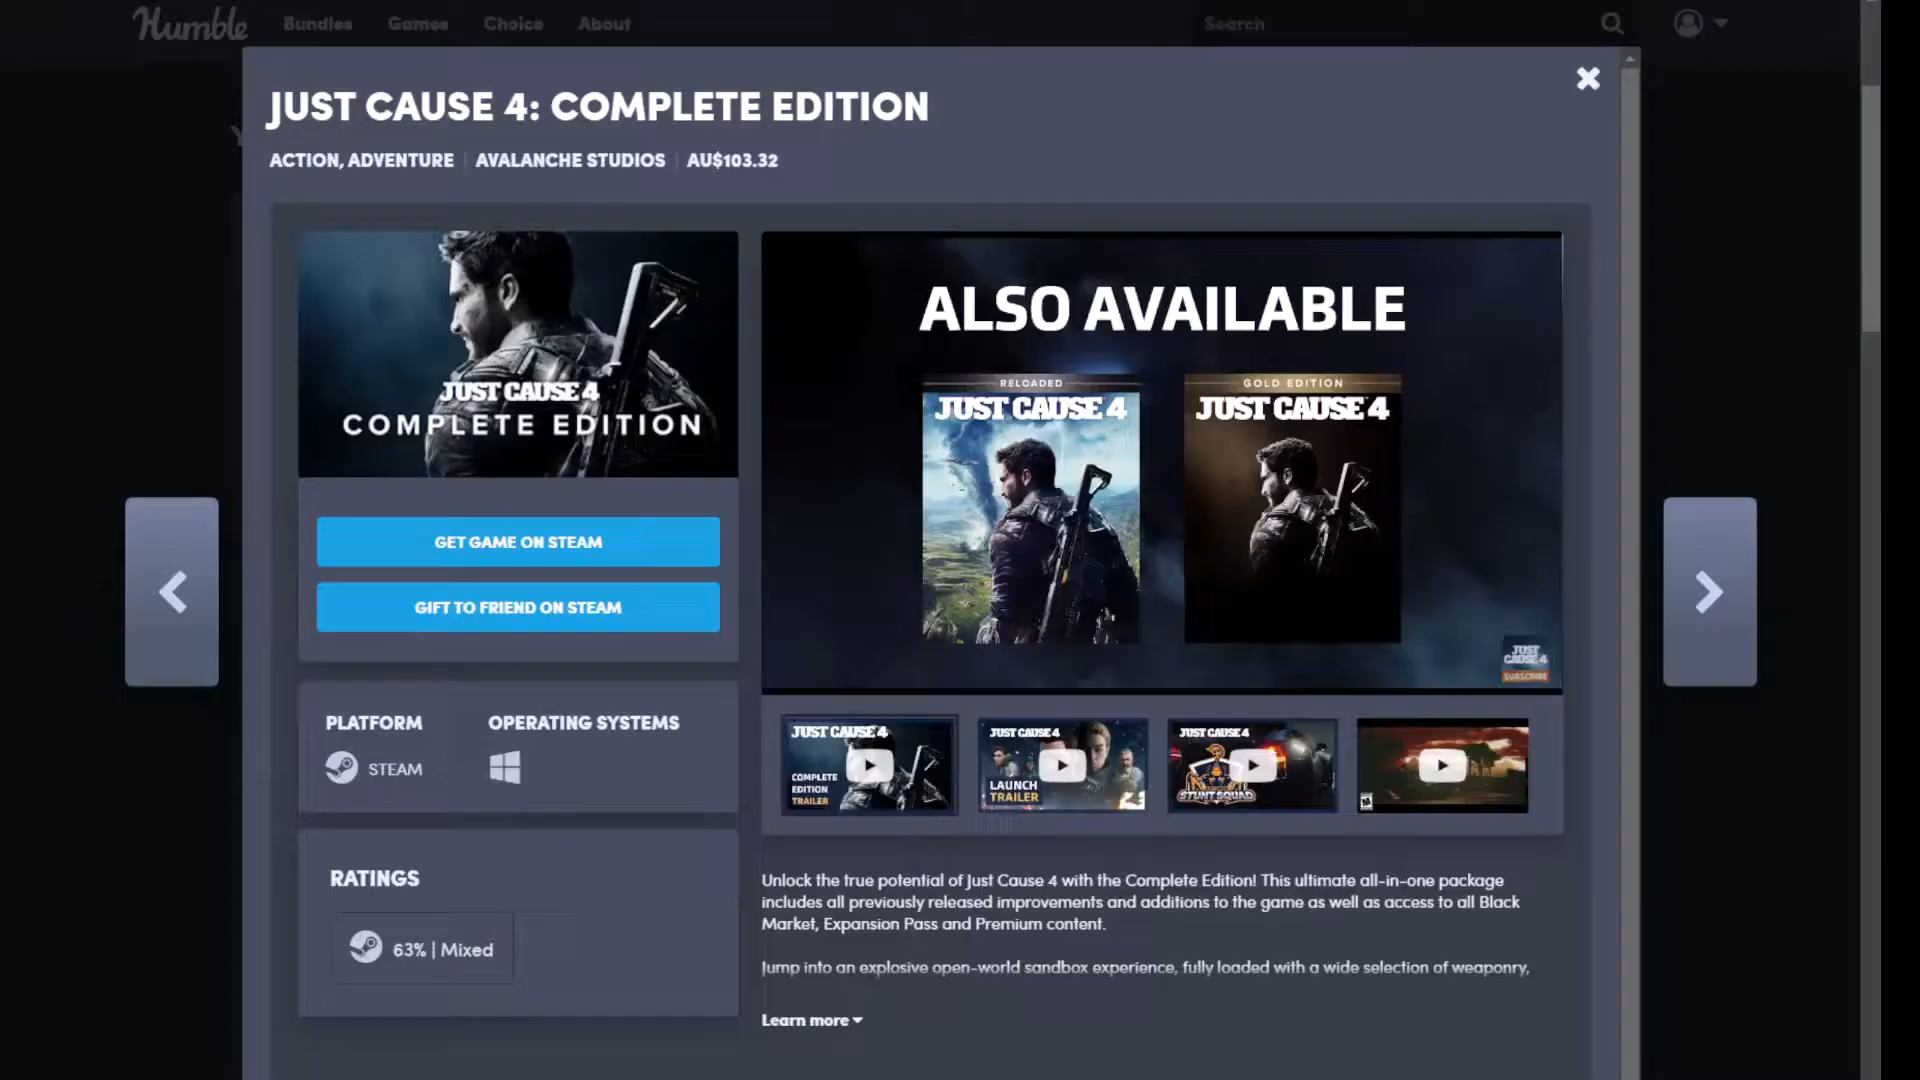 Humble Bundles Games Choice About Search
JUST CAUSE 4: COMPLETE EDITION
ACTION, ADVENTURE AVALANCHE STUDIOS AU$103.32
JUST CAUSE 4
COMPLETE EDITION
GET GAME ON STEAM
GIFT TO FRIEND ON STEAM
PLATFORM
STEAM
OPERATING SYSTEMS
RATINGS
63% | Mixed
ALSO AVAILABLE
RELOADED
JUST CAUSE 4
GOLD EDITION
JUST CAUSE 4
JUST
CAUSE 4
SUBSCRIBE
JUST CAUSE 4
COMPLETE
EDITION
TRAILER
JUST CAUSE 4
LAUNCH
TRAILER
JUST CAUSE 4
STUNT SQUAD
Unlock the true potential of Just Cause 4 with the Complete Edition! This ultimate all-in-one package
includes all previously released improvements and additions to the game as well as access to all Black
Market, Expansion Pass and Premium content.
Jump into an explosive open-world sandbox experience, fully loaded with a wide selection of weaponry,
Learn more